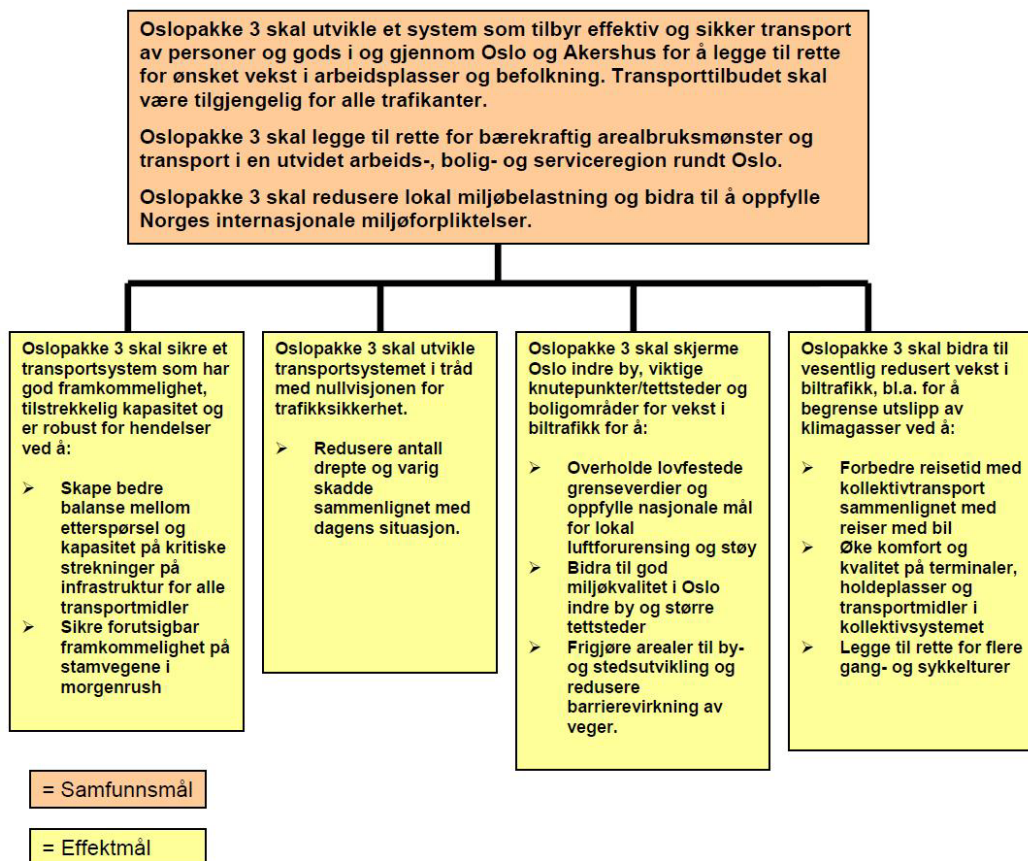 Oslopakke 3 skal utvikle et system som tilbyr effektiv og sikker transport
av personer og gods i og gjennom Oslo og Akershus for å legge til rette
for ønsket vekst i arbeidsplasser og befolkning. Transporttilbudet skal
være tilgjengelig for alle trafikanter.
Oslopakke 3 skal legge til rette for bærekraftig arealbruksmønster og
transport i en utvidet arbeids-, bolig- og serviceregion rundt Oslo.
Oslopakke 3 skal redusere lokal miljøbelastning og bidra til å oppfylle
Norges internasjonale miljøforpliktelser.
Oslopakke 3 skal sikre et
transportsystem som har
god framkommelighet,
tilstrekkelig kapasitet og
er robust for hendelser
ved å:
➢ Skape bedre
balanse mellom
etterspørsel og
kapasitet på kritiske
strekninger på
infrastruktur for alle
transportmidler
➢ Sikre forutsigbar
framkommelighet på
stamvegene i
morgenrush
Oslopakke 3 skal utvikle
transportsystemet i tråd
med nullvisjonen for
trafikksikkerhet.
➢ Redusere antall
drepte og varig
skadde
sammenlignet med
dagens situasjon.
Oslopakke 3 skal skjerme
Oslo indre by, viktige
knutepunkter/tettsteder og
boligområder for vekst i
biltrafikk for å:
➢ Overholde lovfestede
grenseverdier og
oppfylle nasjonale mål
for lokal
luftforurensing og støy
➢ Bidra til god
miljøkvalitet i Oslo
indre by og større
tettsteder
➢ Frigjøre arealer til by-
og stedsutvikling og
redusere
barrierevirkning av
veger.
Oslopakke 3 skal bidra til
vesentlig redusert vekst i
biltrafikk, bl.a. for å
begrense utslipp av
klimagasser ved å:
➢ Forbedre reisetid med
kollektivtransport
sammenlignet med
reiser med bil
➢ Øke komfort og
kvalitet på terminaler,
holdeplasser og
transportmidler i
kollektivsystemet
➢ Legge til rette for flere
gang- og sykkelturer
= Samfunnsmål
= Effektmål